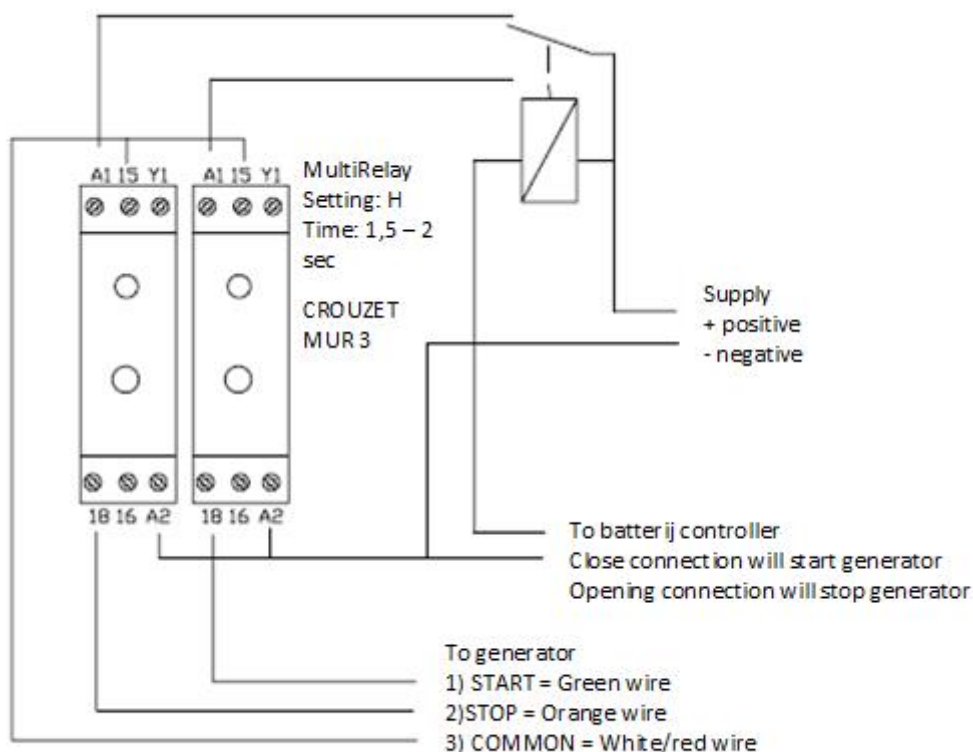 A1 15 Y1
A1 15 Y1
MultiRelay
Setting: H
Time: 1,5 – 2
sec
CROUZET
MUR 3
18 16 A2
18 16 A2
Supply
+ positive
- negative
To batterij controller
Close connection will start generator
Opening connection will stop generator
To generator
1) START = Green wire
2)STOP = Orange wire
3) COMMON = White/red wire